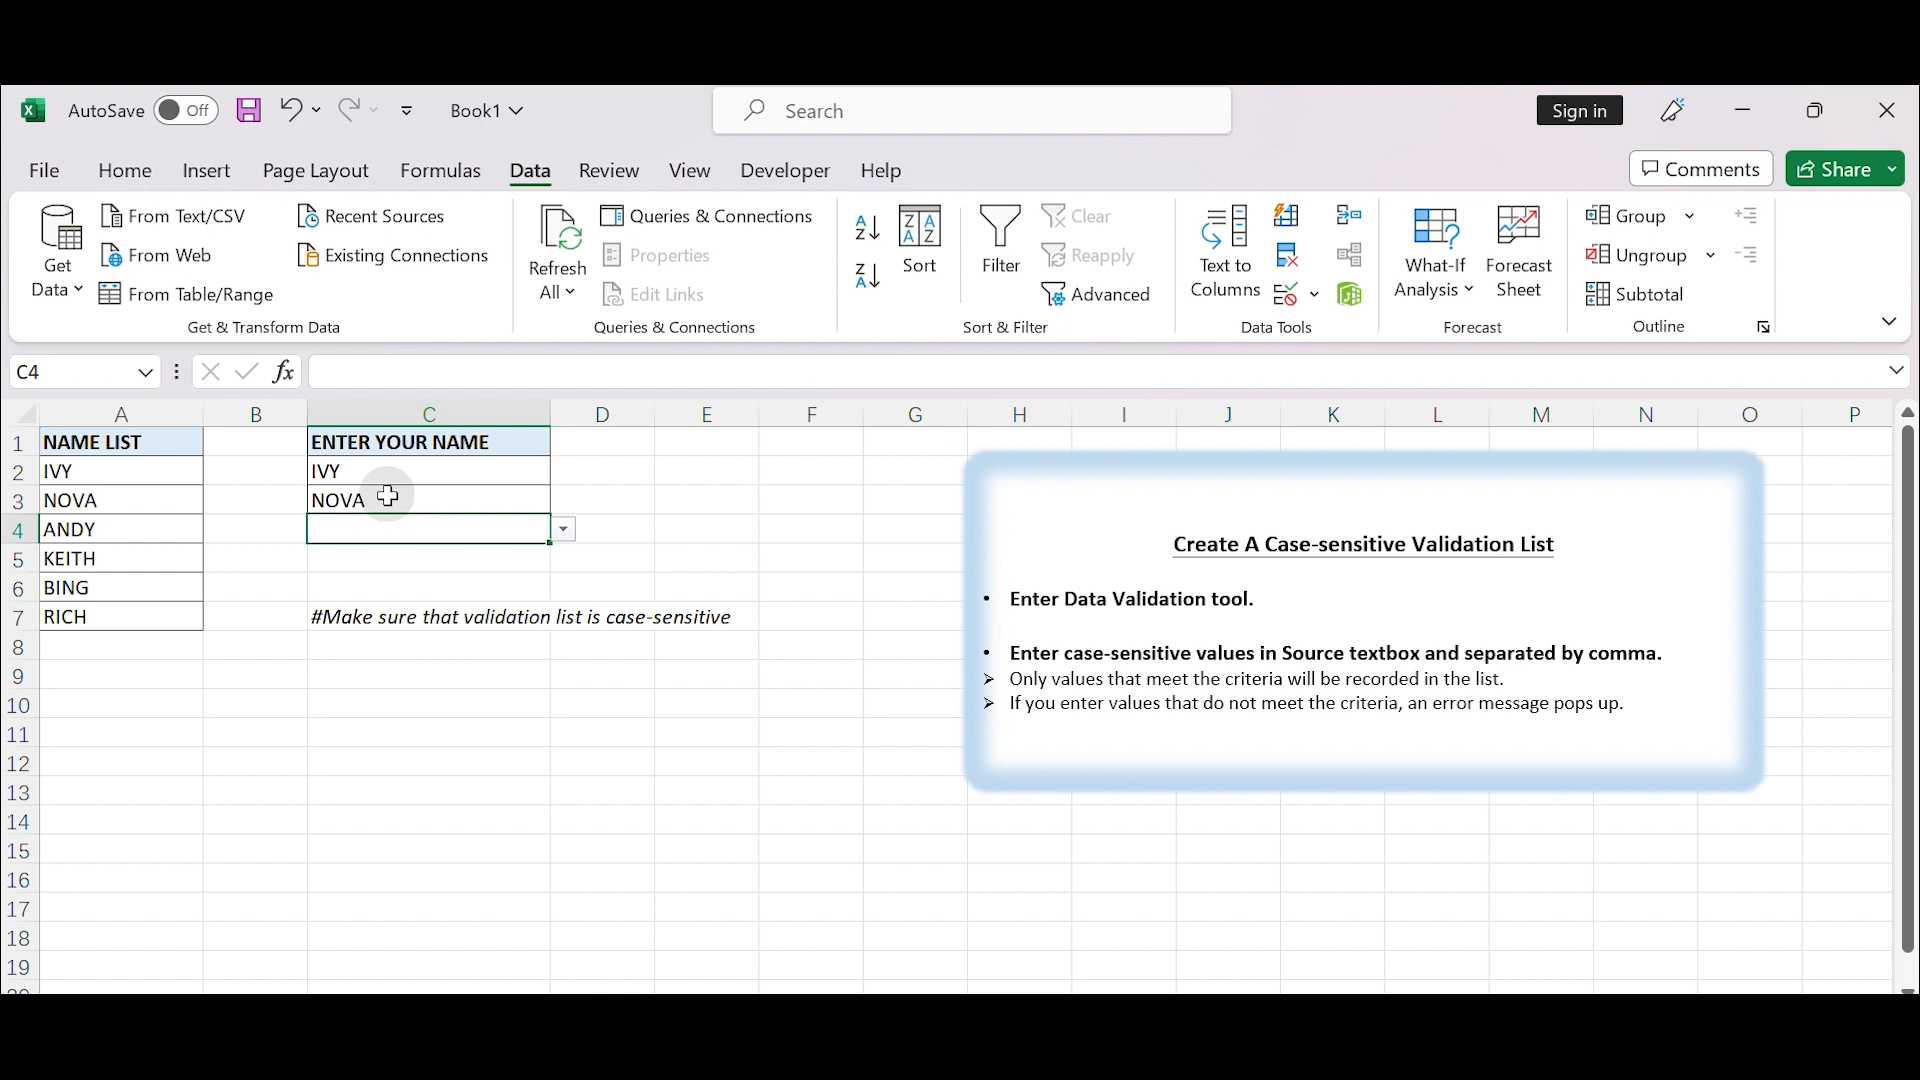 AutoSave Off Book1 Search Sign in
File Home Insert Page Layout Formulas Data Review View Developer Help Comments Share
Get Data
From Text/CSV
From Web
From Table/Range
Recent Sources
Existing Connections
Get & Transform Data
Refresh All
Queries & Connections
Properties
Edit Links
Queries & Connections
Sort
Filter
Clear
Reapply
Advanced
Sort & Filter
Text to Columns
Data Tools
What-If Analysis
Forecast Sheet
Forecast
Group
Ungroup
Subtotal
Outline
C4 fx
A B C D E F G H I J K L M N O P
1 NAME LIST ENTER YOUR NAME
2 IVY IVY
3 NOVA NOVA
4 ANDY
5 KEITH
6 BING
7 RICH #Make sure that validation list is case-sensitive
8
9
10
11
12
13
14
15
16
17
18
19
Create A Case-sensitive Validation List
• Enter Data Validation tool.
• Enter case-sensitive values in Source textbox and separated by comma.
➢ Only values that meet the criteria will be recorded in the list.
➢ If you enter values that do not meet the criteria, an error message pops up.